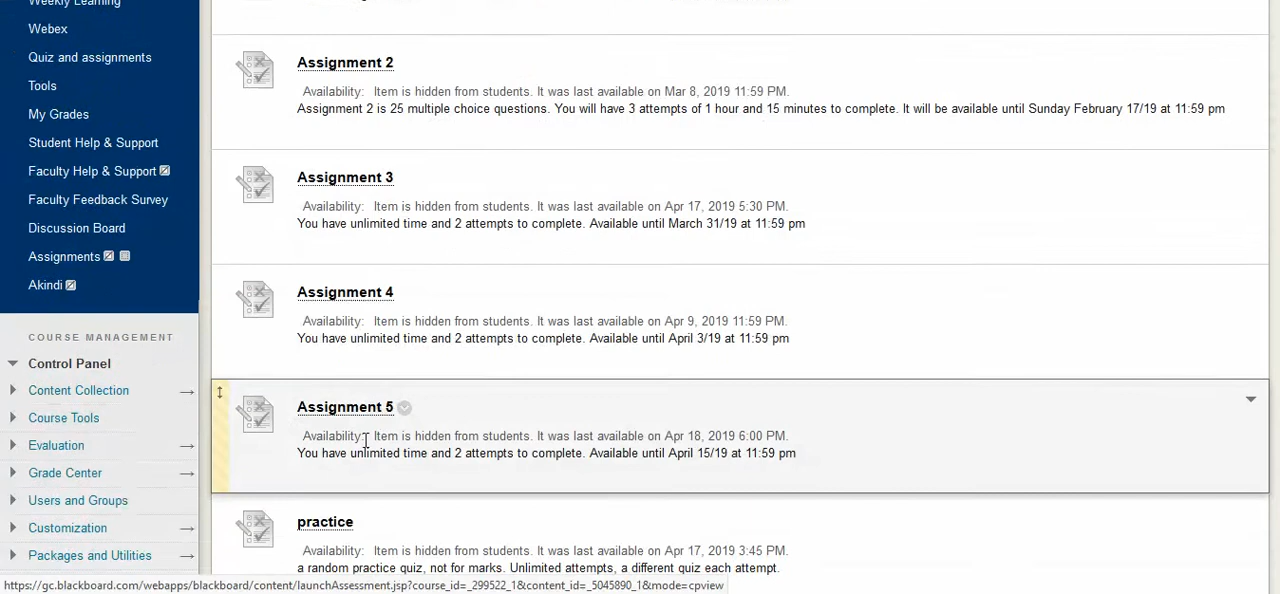 Weekly Learning
Webex
Quiz and assignments
Tools
My Grades
Student Help & Support
Faculty Help & Support
Faculty Feedback Survey
Discussion Board
Assignments
Akindi
COURSE MANAGEMENT
Control Panel
Content Collection
Course Tools
Evaluation
Grade Center
Users and Groups
Customization
Packages and Utilities
Assignment 2
Availability: Item is hidden from students. It was last available on Mar 8, 2019 11:59 PM.
Assignment 2 is 25 multiple choice questions. You will have 3 attempts of 1 hour and 15 minutes to complete. It will be available until Sunday February 17/19 at 11:59 pm
Assignment 3
Availability: Item is hidden from students. It was last available on Apr 17, 2019 5:30 PM.
You have unlimited time and 2 attempts to complete. Available until March 31/19 at 11:59 pm
Assignment 4
Availability: Item is hidden from students. It was last available on Apr 9, 2019 11:59 PM.
You have unlimited time and 2 attempts to complete. Available until April 3/19 at 11:59 pm
Assignment 5
Availability: Item is hidden from students. It was last available on Apr 18, 2019 6:00 PM.
You have unlimited time and 2 attempts to complete. Available until April 15/19 at 11:59 pm
practice
Availability: Item is hidden from students. It was last available on Apr 17, 2019 3:45 PM.
a random practice quiz, not for marks. Unlimited attempts, a different quiz each attempt.
https://gc.blackboard.com/webapps/blackboard/content/launchAssessment.jsp?course_id=_299522_1&content_id=_5045890_1&mode=cpview